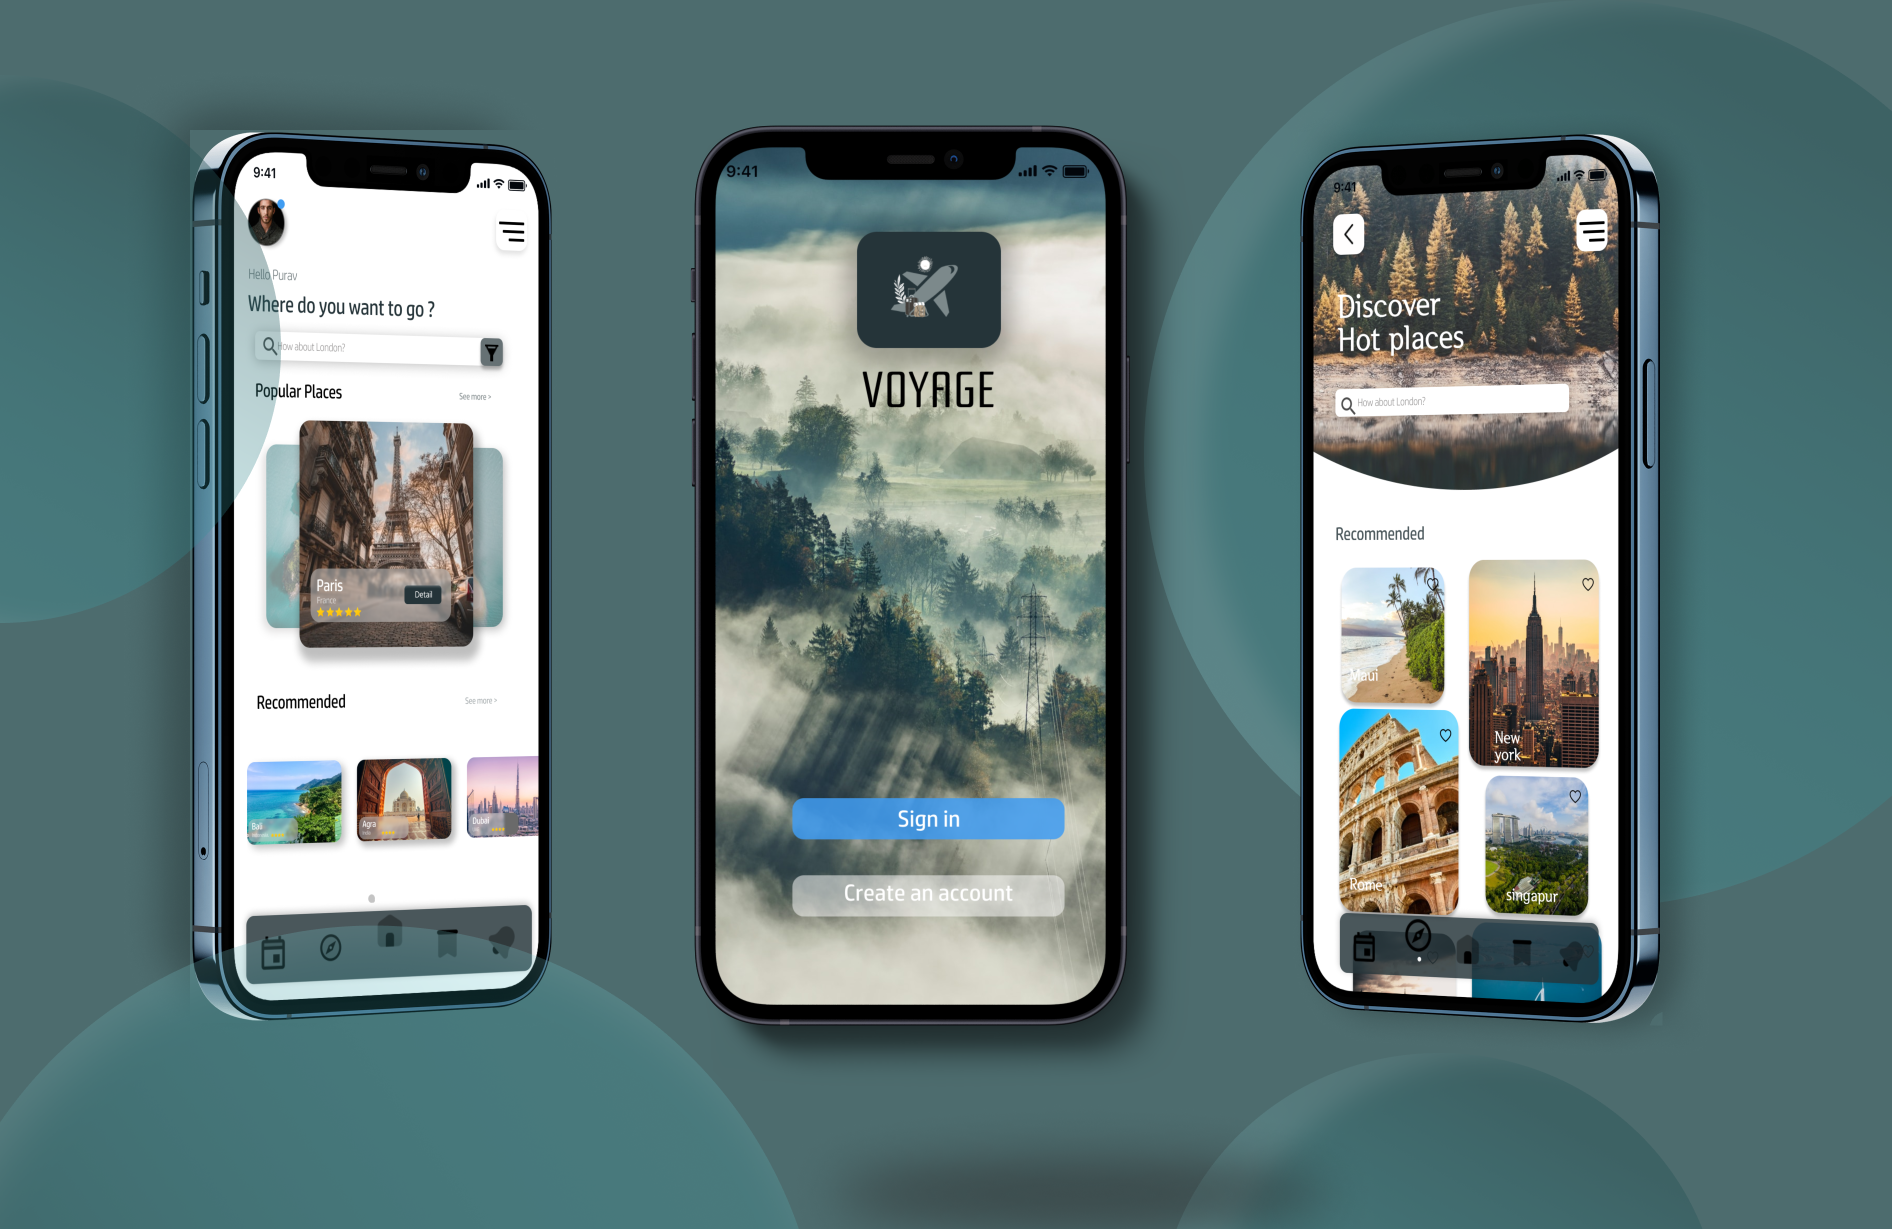 9:41
Hello Purav
Where do you want to go ?
How about London?
Popular Places
See more >
Paris
France
Detail
Recommended
See more >
Bali
Agra
Dubai
9:41
VOYAGE
Sign in
Create an account
9:41
Discover
Hot places
How about London?
Recommended
Maui
New
york
Rome
singapur